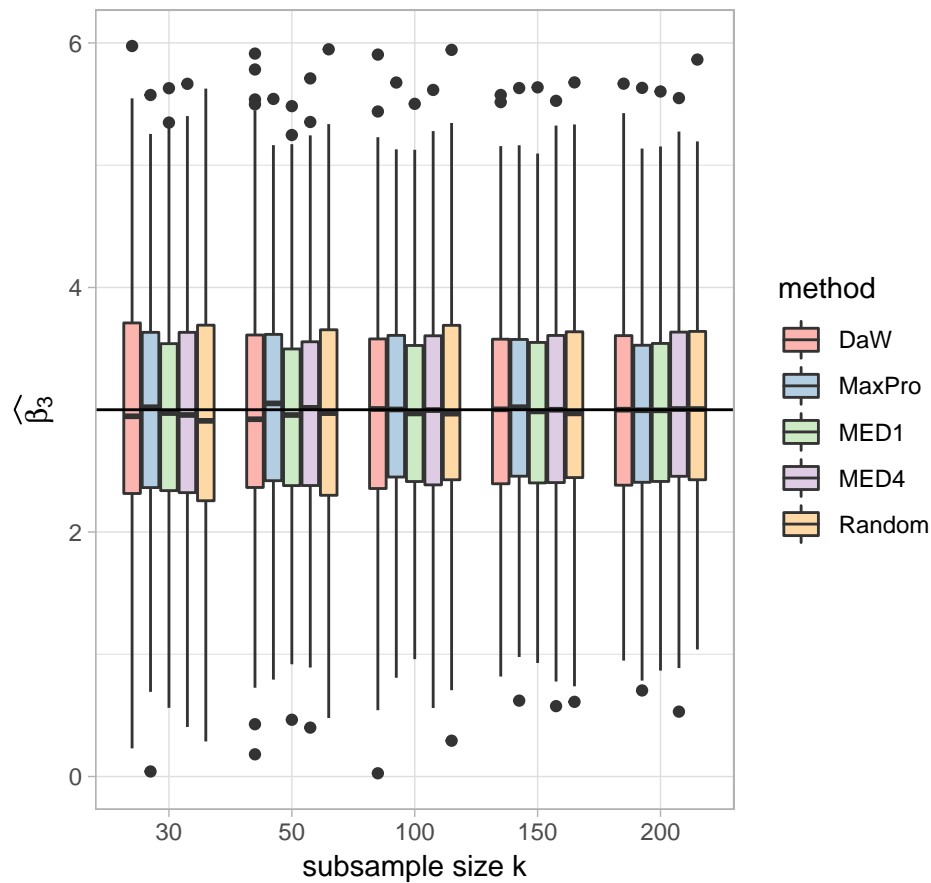 6
4
2
0
β̂₃
30 50 100 150 200
subsample size k
method
DaW
MaxPro
MED1
MED4
Random